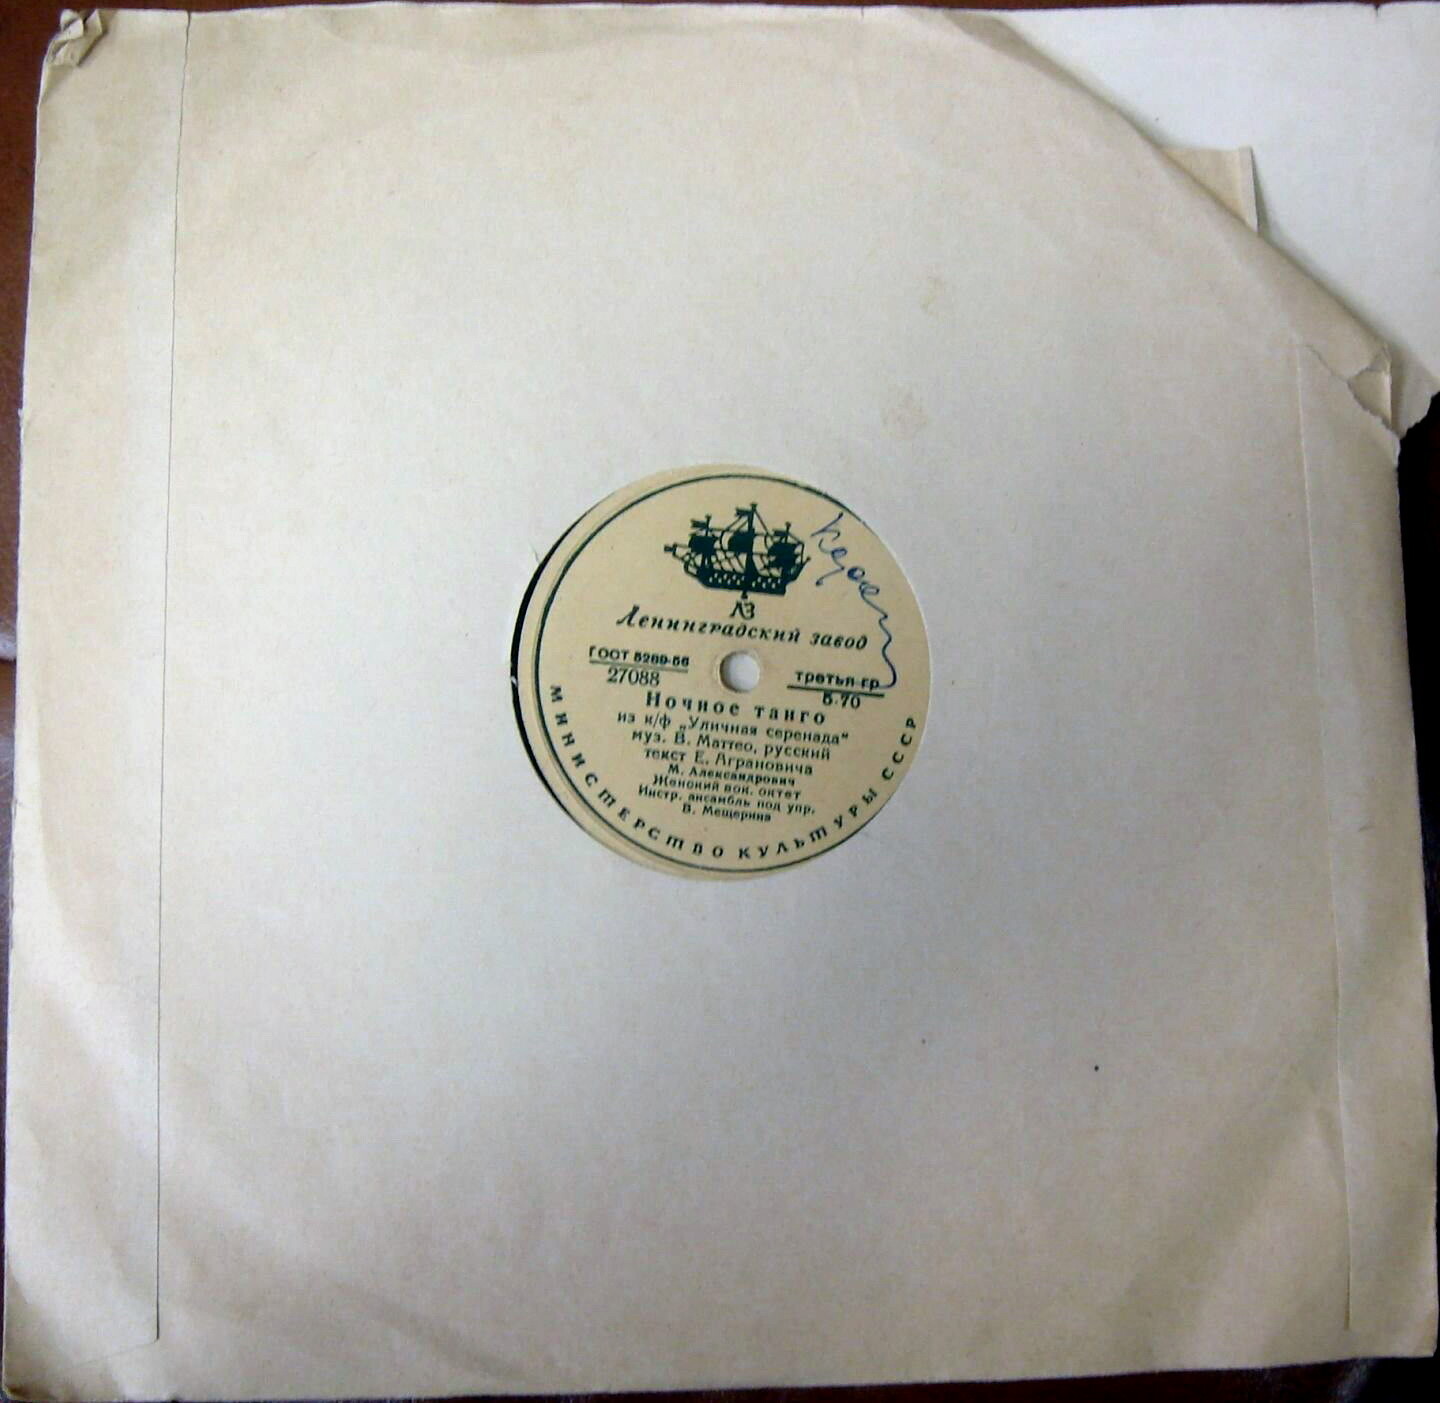 ЛЗ
Ленинградский завод
ГОСТ 5289-56
27088
третья гр
5-70
Ночное танго
из к/ф „Уличная серенада“
муз. В. Маттео, русский
текст Е. Аграновича
М. Александрович
Женский вок. октет
Инстр. ансамбль под упр.
В. Мещерина
МИНИСТЕРСТВО КУЛЬТУРЫ СССР